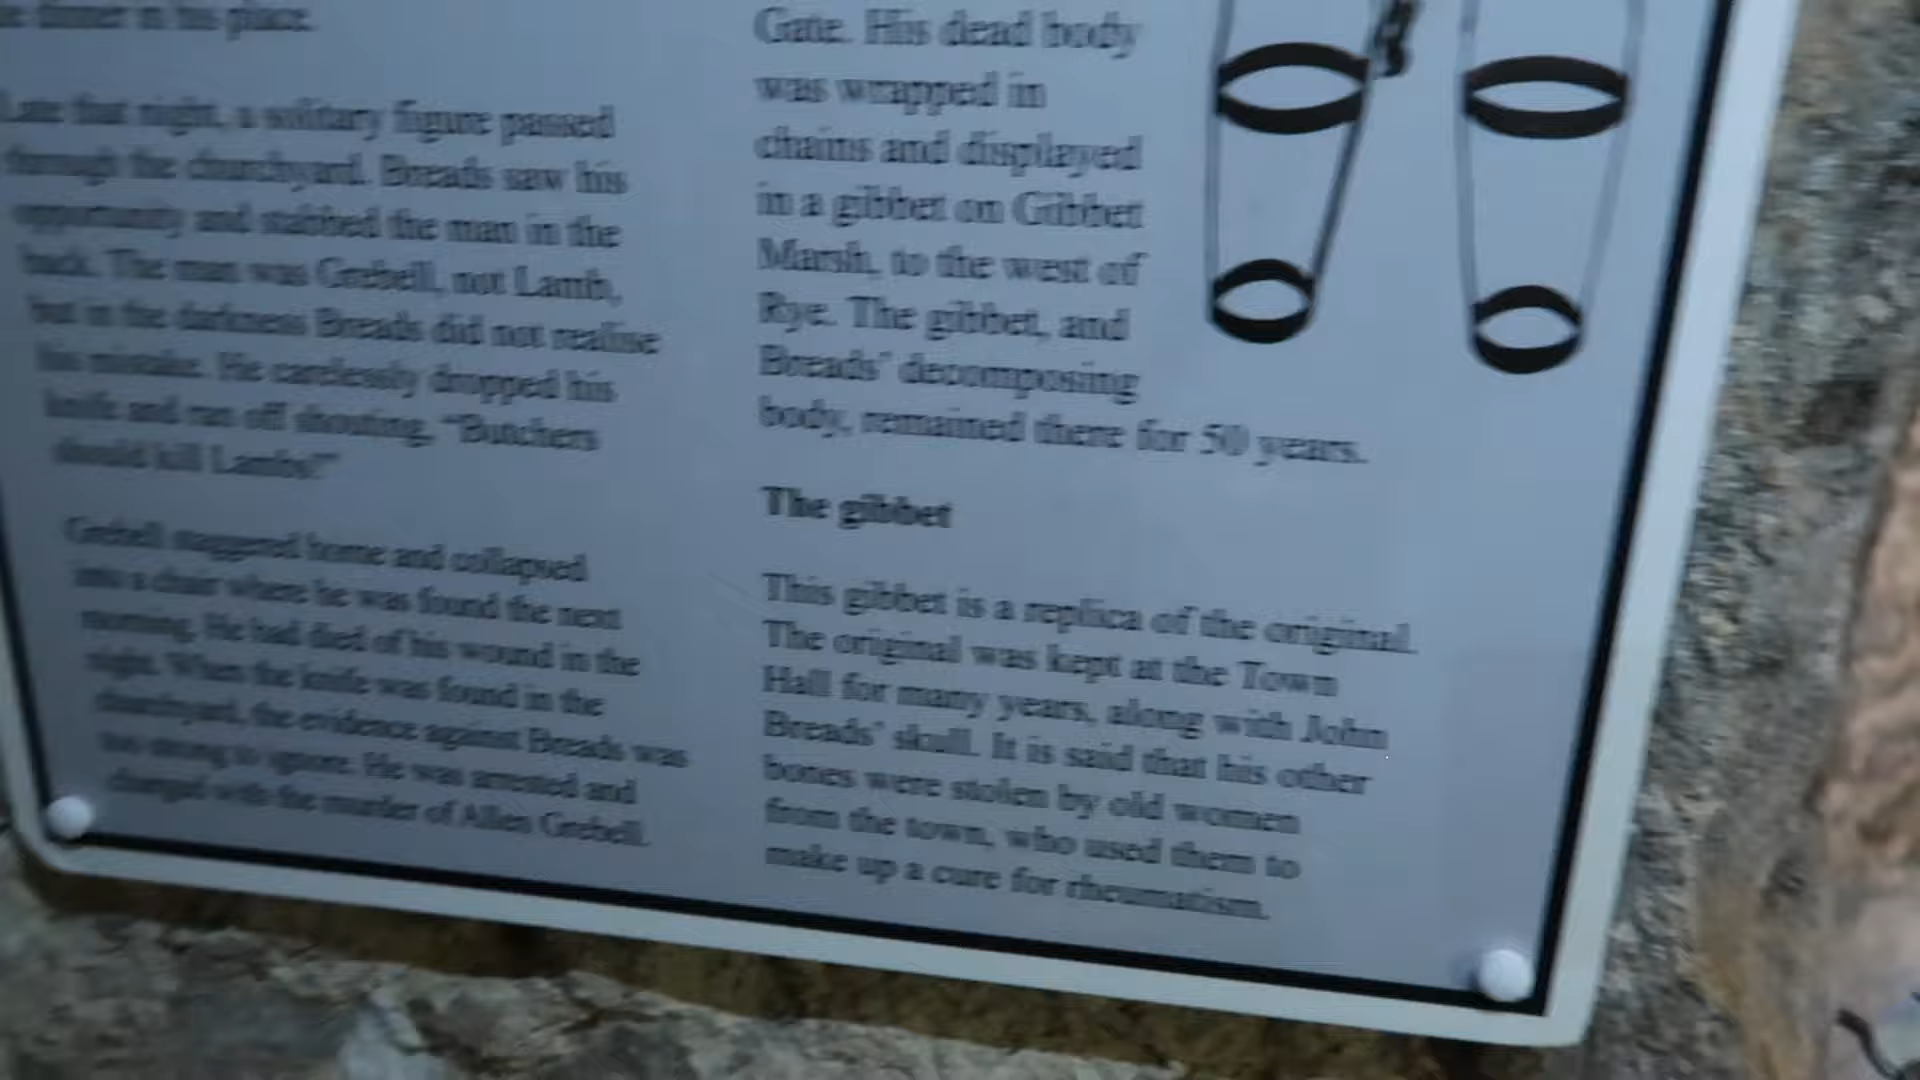 dinner in his place.
Late that night, a solitary figure passed
through the churchyard. Breads saw his
opportunity and stabbed the man in the
back. The man was Grebell, not Lamb,
but in the darkness Breads did not realise
his mistake. He carelessly dropped his
knife and ran off shouting, "Butchers
should kill Lambs!"
Grebell staggered home and collapsed
into a chair where he was found the next
morning. He had died of his wound in the
night. When the knife was found in the
churchyard, the evidence against Breads was
too strong to ignore. He was arrested and
charged with the murder of Allen Grebell.
Gate. His dead body
was wrapped in
chains and displayed
in a gibbet on Gibbet
Marsh, to the west of
Rye. The gibbet, and
Breads' decomposing
body, remained there for 50 years.
The gibbet
This gibbet is a replica of the original.
The original was kept at the Town
Hall for many years, along with John
Breads' skull. It is said that his other
bones were stolen by old women
from the town, who used them to
make up a cure for rheumatism.